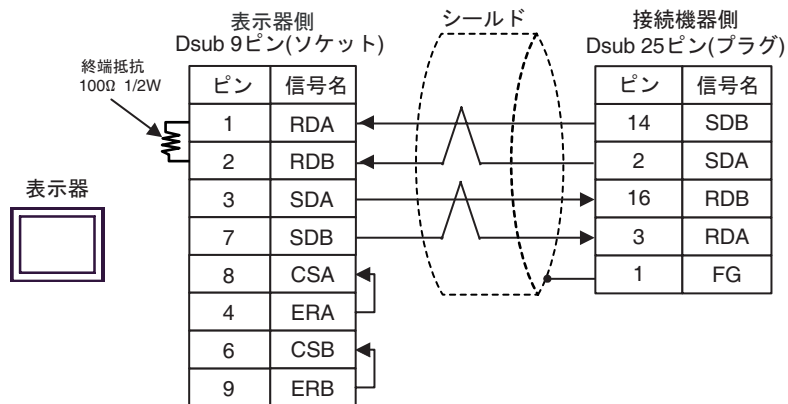 表示器側
Dsub 9ピン(ソケット)
シールド
接続機器側
Dsub 25ピン(プラグ)
終端抵抗
100Ω 1/2W
ピン 信号名
1 RDA
2 RDB
3 SDA
7 SDB
8 CSA
4 ERA
6 CSB
9 ERB
表示器
ピン 信号名
14 SDB
2 SDA
16 RDB
3 RDA
1 FG